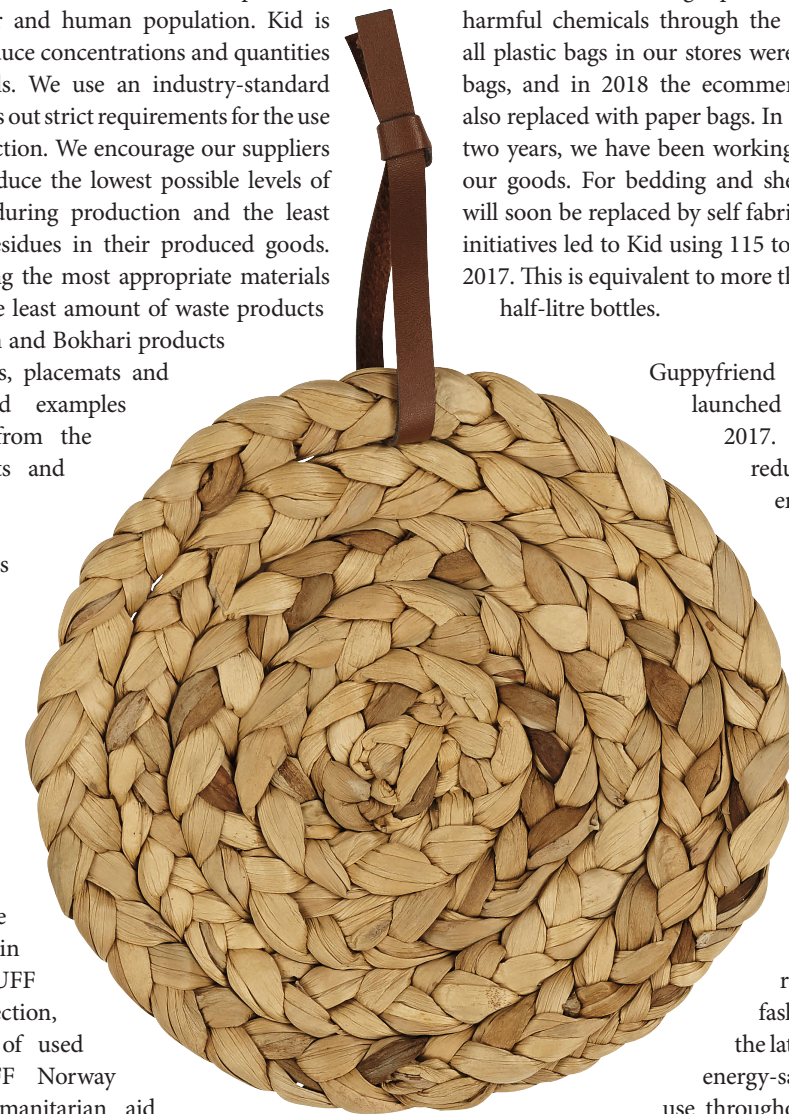 r and human population. Kid is
uce concentrations and quantities
ls. We use an industry-standard
s out strict requirements for the use
ction. We encourage our suppliers
duce the lowest possible levels of
during production and the least
esidues in their produced goods.
ng the most appropriate materials
e least amount of waste products
n and Bokhari products
s, placemats and
d examples
from the
ts and
s
e
in
UFF
ection,
of used
FF Norway
manitarian aid
harmful chemicals through the
all plastic bags in our stores were
bags, and in 2018 the ecommer
also replaced with paper bags. In
two years, we have been working
our goods. For bedding and she
will soon be replaced by self fabri
initiatives led to Kid using 115 to
2017. This is equivalent to more th
half-litre bottles.
Guppyfriend
launched
2017.
redu
en
r
fash
the lat
energy-sa
use througho